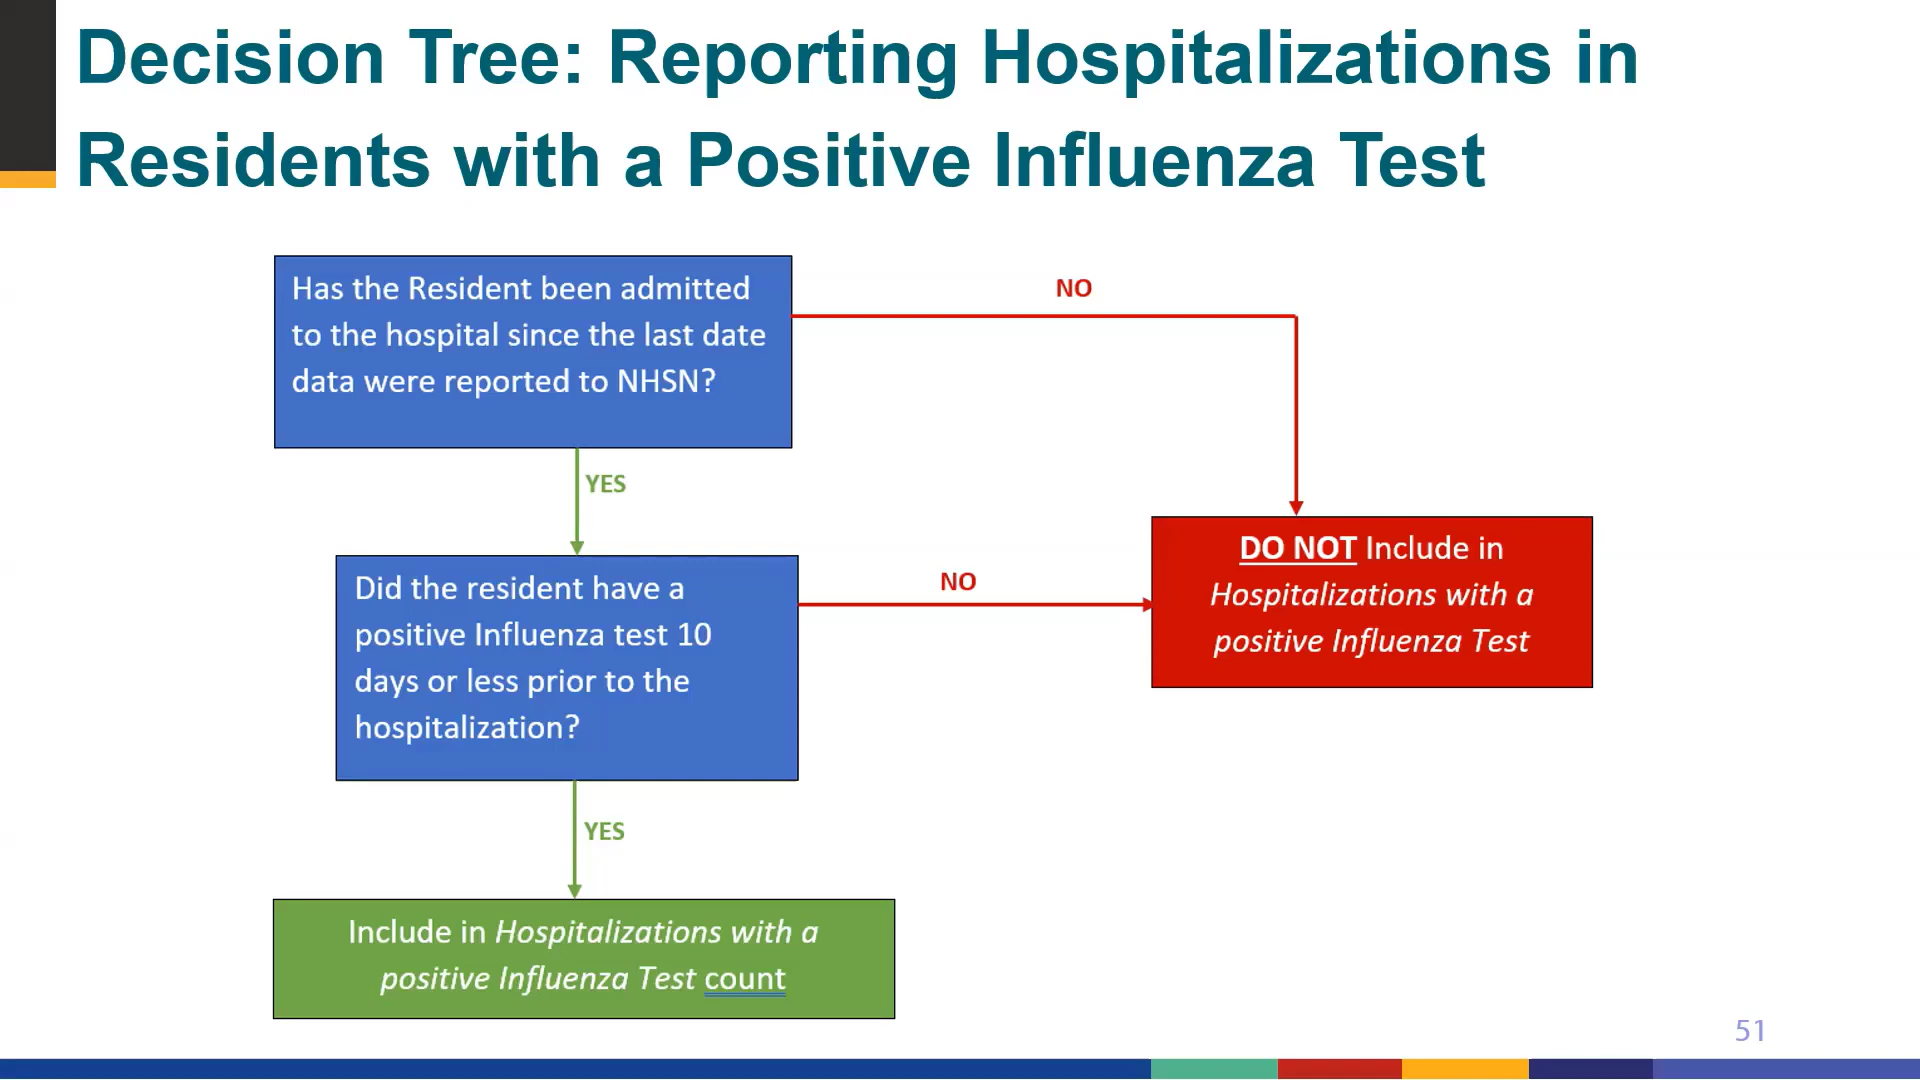 Decision Tree: Reporting Hospitalizations in
Residents with a Positive Influenza Test
Has the Resident been admitted
to the hospital since the last date
data were reported to NHSN?
NO
YES
Did the resident have a
positive Influenza test 10
days or less prior to the
hospitalization?
NO
DO NOT Include in
Hospitalizations with a
positive Influenza Test
YES
Include in Hospitalizations with a
positive Influenza Test count
51